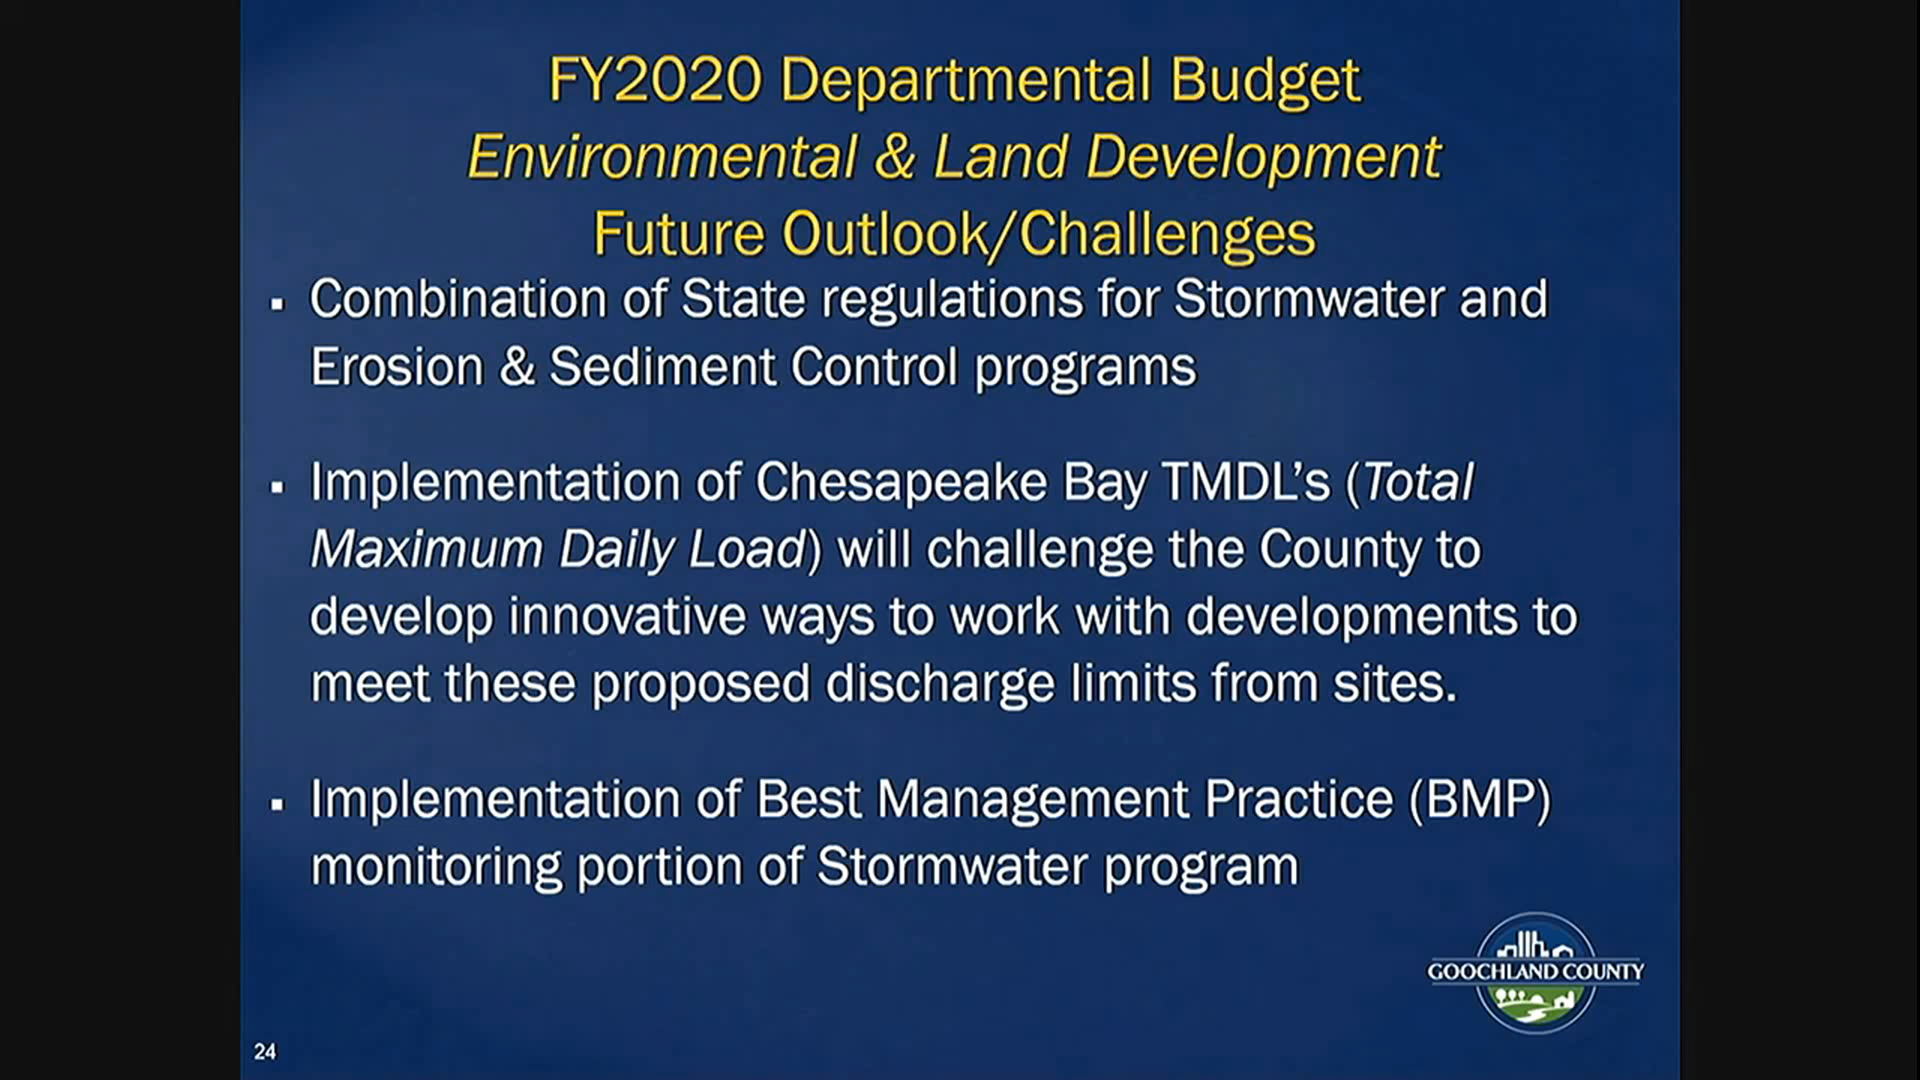 FY2020 Departmental Budget
Environmental & Land Development
Future Outlook/Challenges
▪ Combination of State regulations for Stormwater and
Erosion & Sediment Control programs
▪ Implementation of Chesapeake Bay TMDL’s (Total
Maximum Daily Load) will challenge the County to
develop innovative ways to work with developments to
meet these proposed discharge limits from sites.
▪ Implementation of Best Management Practice (BMP)
monitoring portion of Stormwater program
GOOCHLAND COUNTY
24